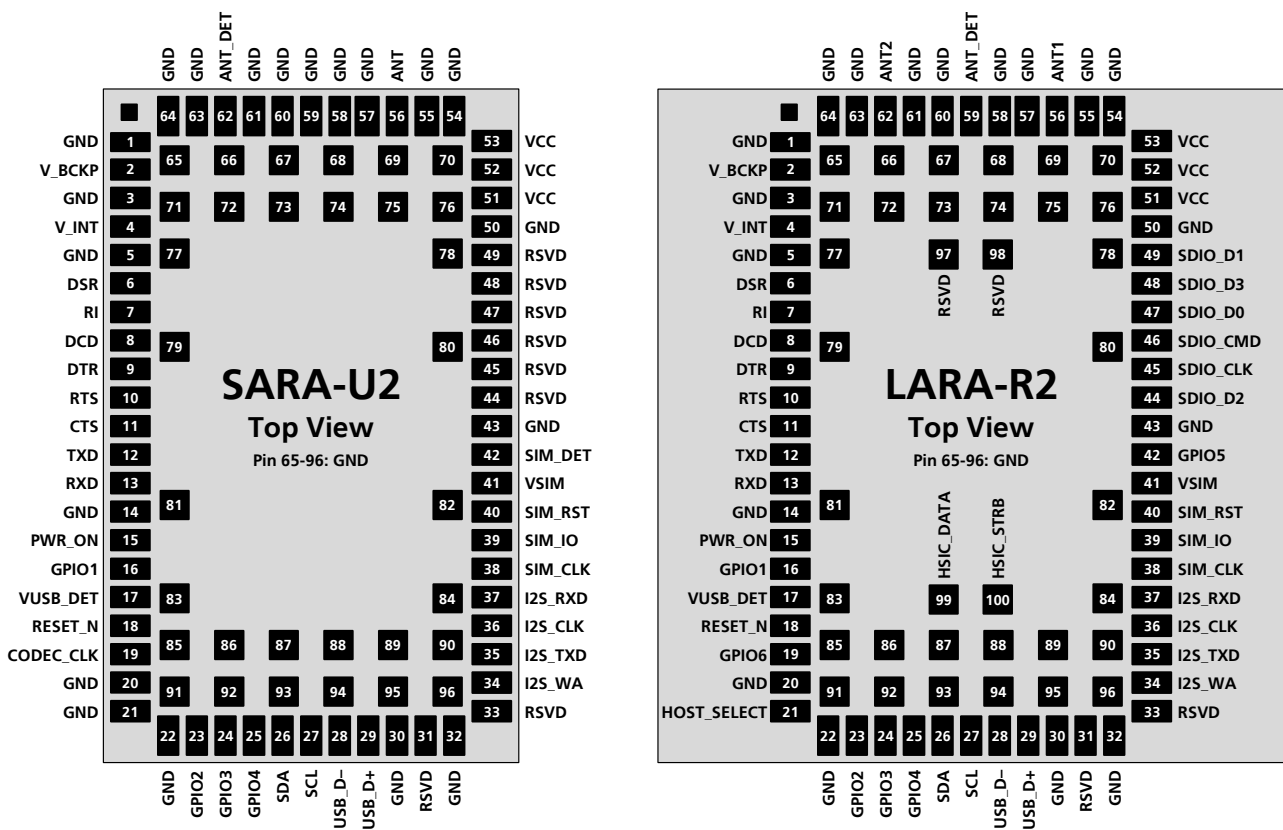 GND GND ANT_DET GND GND GND GND GND ANT GND GND
64 63 62 61 60 59 58 57 56 55 54
GND 1 53 VCC
65 66 67 68 69 70
V_BCKP 2 52 VCC
GND 3 51 VCC
71 72 73 74 75 76
V_INT 4 50 GND
GND 5 77 78 49 RSVD
DSR 6 48 RSVD
RI 7 47 RSVD
DCD 8 79 80 46 RSVD
DTR 9 45 RSVD
SARA-U2
RTS 10 44 RSVD
CTS 11 Top View 43 GND
TXD 12 Pin 65-96: GND 42 SIM_DET
RXD 13 41 VSIM
81 82
GND 14 40 SIM_RST
PWR_ON 15 39 SIM_IO
GPIO1 16 38 SIM_CLK
VUSB_DET 17 83 84 37 I2S_RXD
RESET_N 18 36 I2S_CLK
85 86 87 88 89 90
CODEC_CLK 19 35 I2S_TXD
GND 20 34 I2S_WA
91 92 93 94 95 96
GND 21 33 RSVD
22 23 24 25 26 27 28 29 30 31 32
GND GPIO2 GPIO3 GPIO4 SDA SCL USB_D– USB_D+ GND RSVD GND
GND GND ANT2 GND GND ANT_DET GND GND ANT1 GND GND
64 63 62 61 60 59 58 57 56 55 54
GND 1 53 VCC
65 66 67 68 69 70
V_BCKP 2 52 VCC
GND 3 51 VCC
71 72 73 74 75 76
V_INT 4 50 GND
GND 5 77 97 98 78 49 SDIO_D1
DSR 6 RSVD RSVD 48 SDIO_D3
RI 7 47 SDIO_D0
DCD 8 79 80 46 SDIO_CMD
DTR 9 45 SDIO_CLK
LARA-R2
RTS 10 44 SDIO_D2
CTS 11 Top View 43 GND
TXD 12 Pin 65-96: GND 42 GPIO5
RXD 13 41 VSIM
81 82
GND 14 40 SIM_RST
PWR_ON 15 HSIC_DATA HSIC_STRB 39 SIM_IO
GPIO1 16 38 SIM_CLK
VUSB_DET 17 83 99 100 84 37 I2S_RXD
RESET_N 18 36 I2S_CLK
85 86 87 88 89 90
GPIO6 19 35 I2S_TXD
GND 20 34 I2S_WA
91 92 93 94 95 96
HOST_SELECT 21 33 RSVD
22 23 24 25 26 27 28 29 30 31 32
GND GPIO2 GPIO3 GPIO4 SDA SCL USB_D– USB_D+ GND RSVD GND